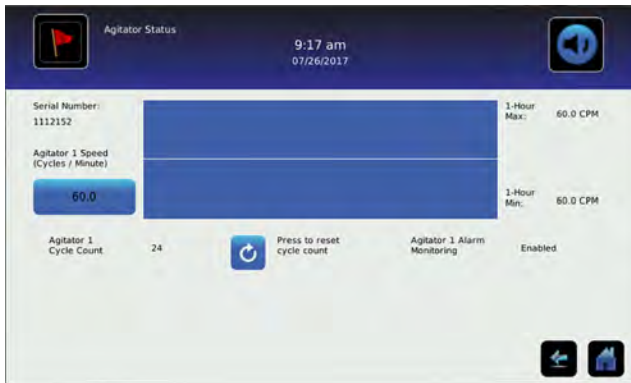 Agitator Status
9:17 am
07/26/2017
Serial Number:
1112152
1-Hour
Max:
60.0 CPM
Agitator 1 Speed
(Cycles / Minute)
60.0
1-Hour
Min:
60.0 CPM
Agitator 1
Cycle Count
24
Press to reset
cycle count
Agitator 1 Alarm
Monitoring
Enabled